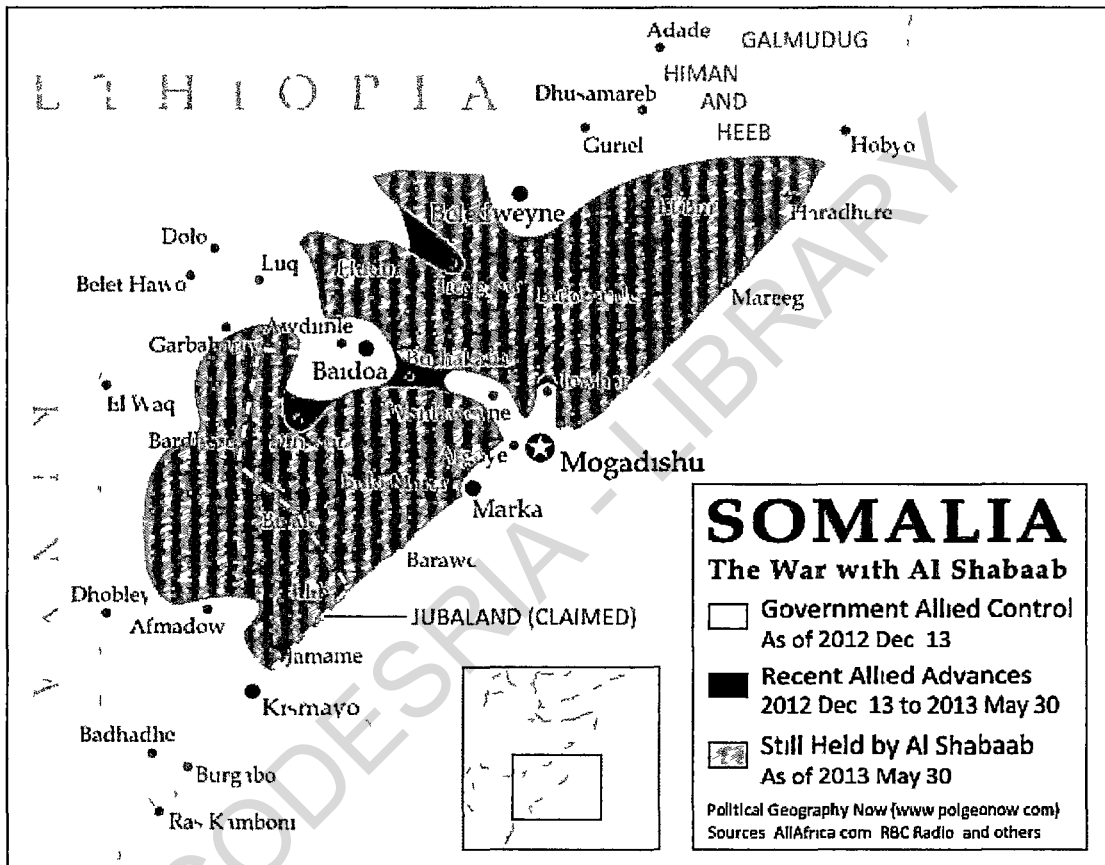 Adade
GALMUDUG
HIMAN
AND
HEEB
Dhusamareb
Guriel
Hobyo
Beledweyne
Haradhere
Dolo
Luq
Belet Hawo
Mareeg
Awdiinle
Baidoa
El Waq
Mogadishu
Marka
Barawe
Dhobley
Afmadow
JUBALAND (CLAIMED)
Jamame
Kismayo
Badhadhe
Burgabo
Ras Kamboni
SOMALIA
The War with Al Shabaab
Government Allied Control
As of 2012 Dec 13
Recent Allied Advances
2012 Dec 13 to 2013 May 30
Still Held by Al Shabaab
As of 2013 May 30
Political Geography Now (www polgeonow com)
Sources AllAfrica com RBC Radio and others
CODESRIA - LIBRARY